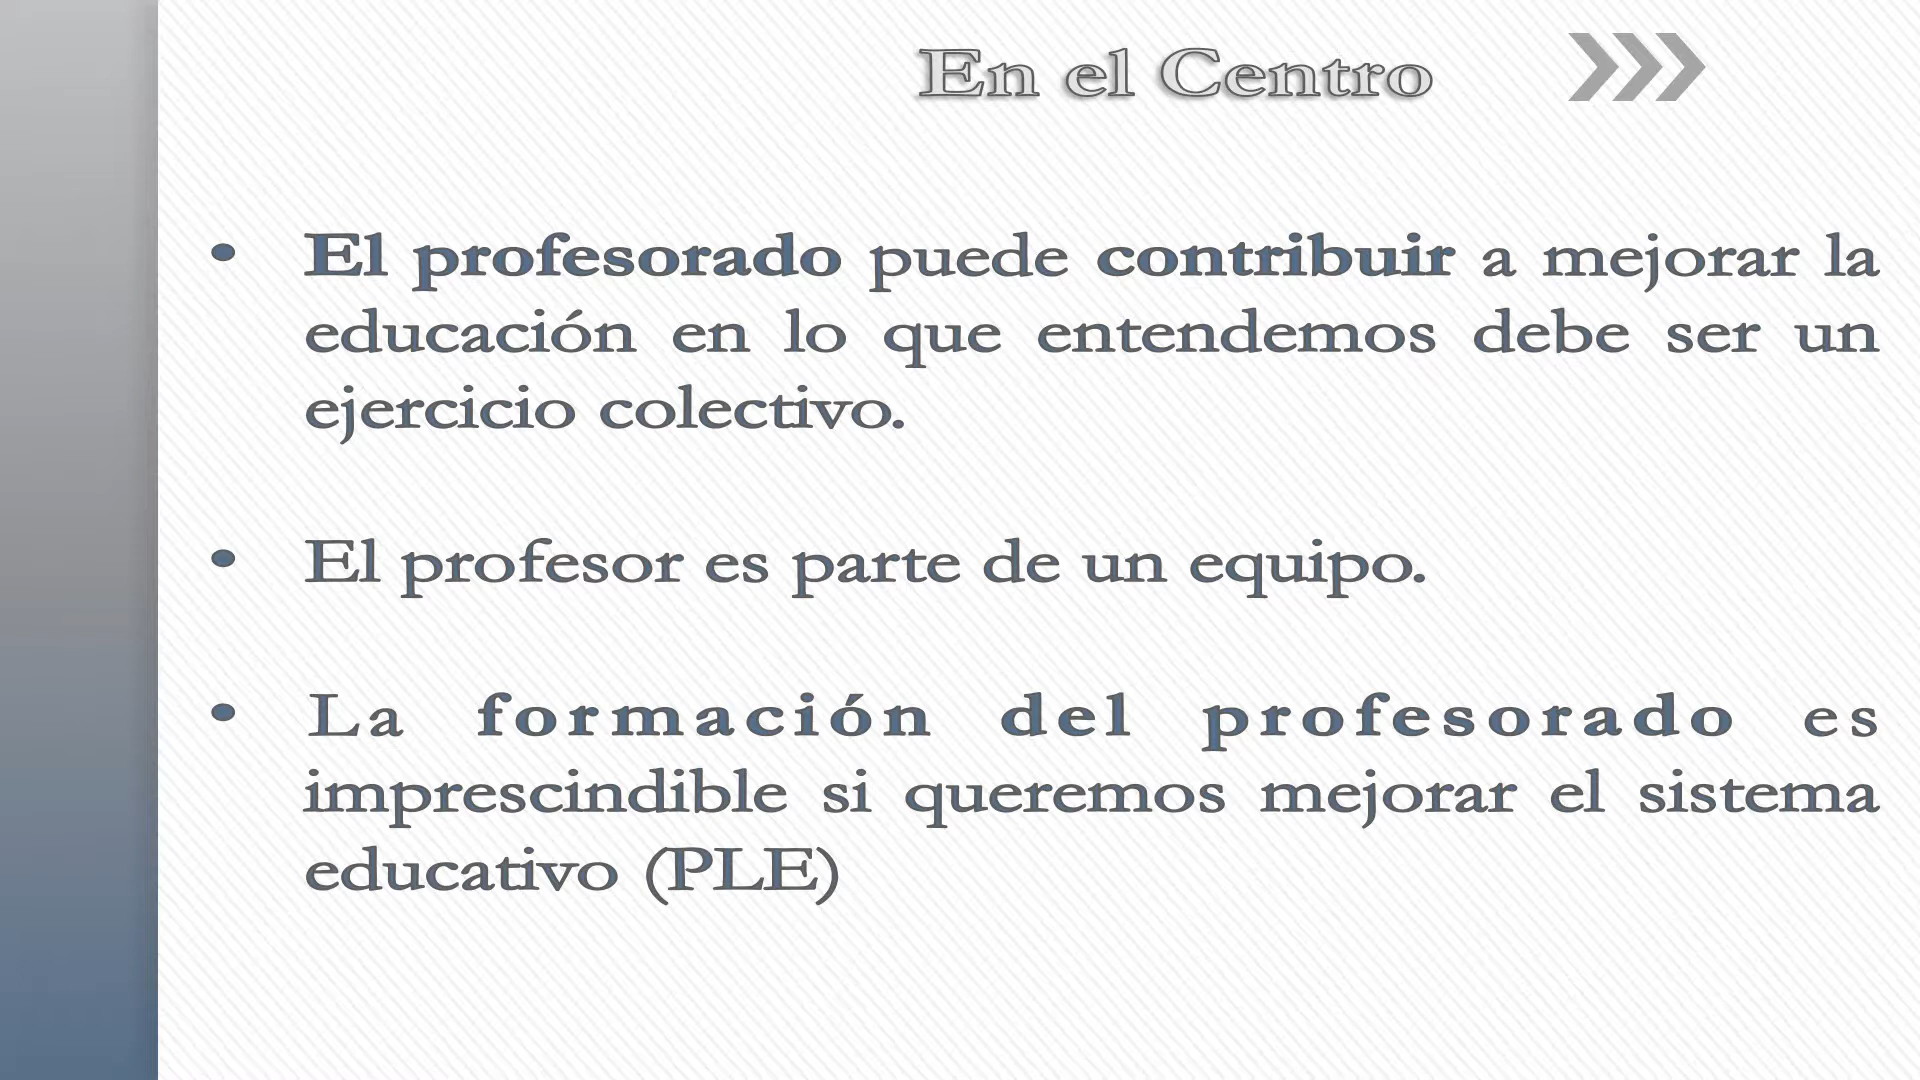 En el Centro
• El profesorado puede contribuir a mejorar la
educación en lo que entendemos debe ser un
ejercicio colectivo.
• El profesor es parte de un equipo.
• La formación del profesorado es
imprescindible si queremos mejorar el sistema
educativo (PLE)